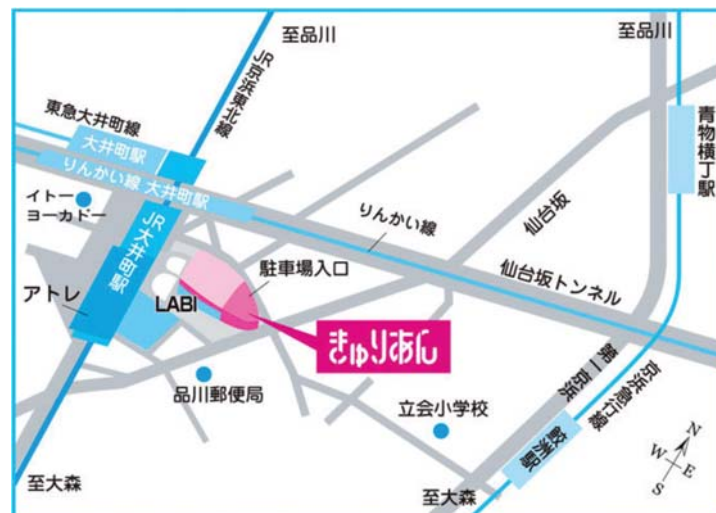 至品川
至品川
JR京浜東北線
東急大井町線
大井町駅
りんかい線 大井町駅
青物横丁駅
イトー
ヨーカドー
JR大井町駅
りんかい線
仙台坂
駐車場入口
仙台坂トンネル
アトレ
LABI
きゅりあん
品川郵便局
立会小学校
第一京浜
京浜急行線
鮫洲駅
N
W
E
S
至大森
至大森